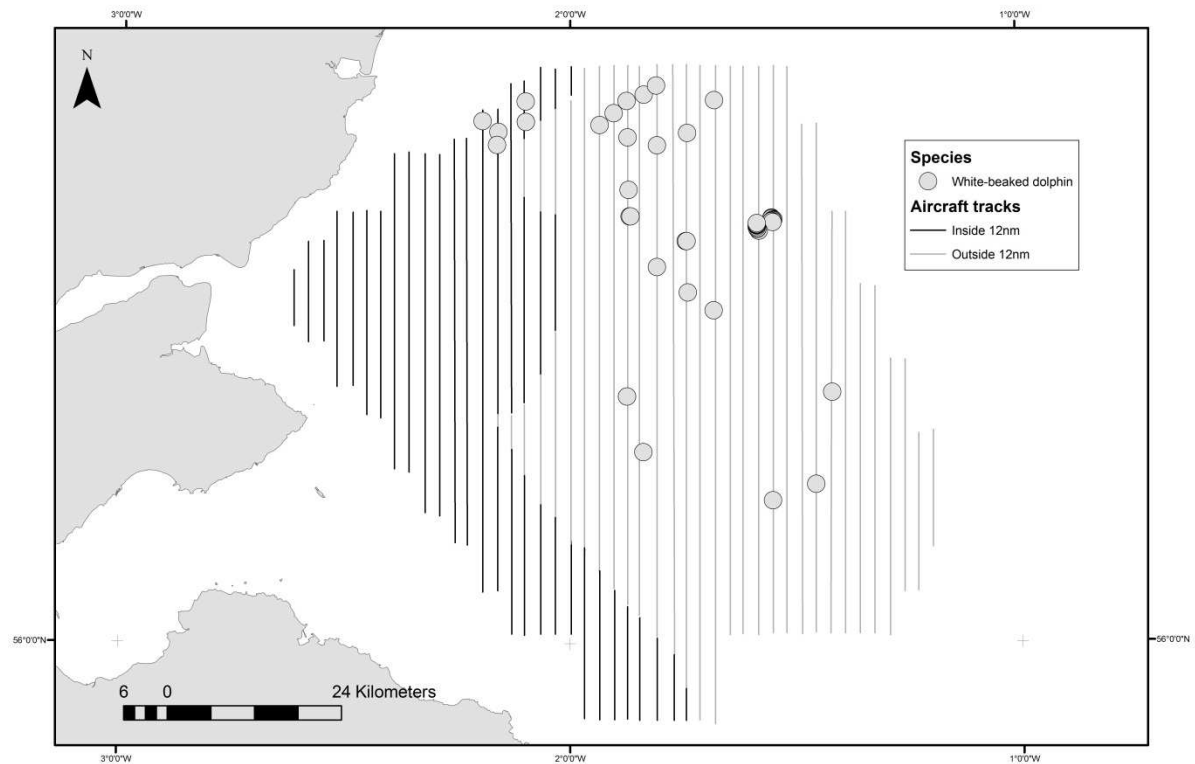 3°0'0"W 2°0'0"W 1°0'0"W
N
Species
White-beaked dolphin
Aircraft tracks
Inside 12nm
Outside 12nm
56°0'0"N 56°0'0"N
6 0 24 Kilometers
3°0'0"W 2°0'0"W 1°0'0"W